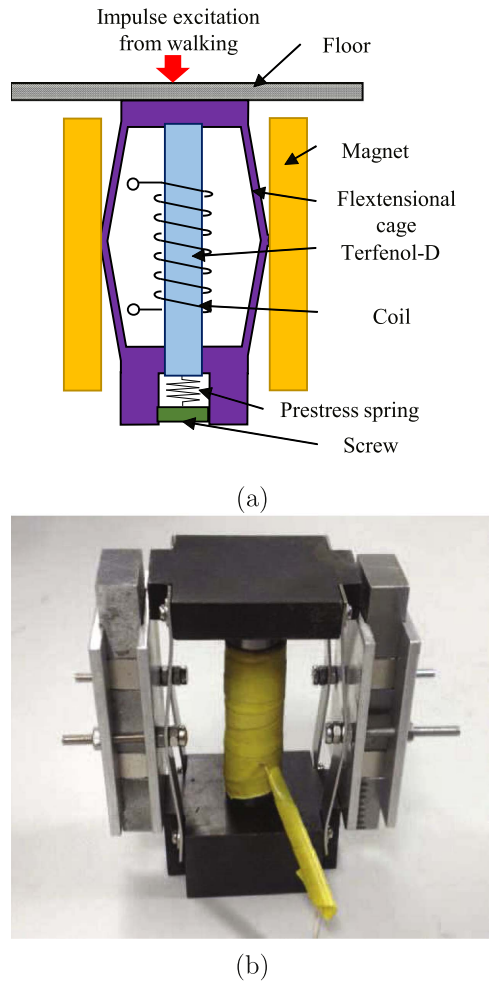 Impulse excitation
from walking
Floor
Magnet
Flextensional
cage
Terfenol-D
Coil
Prestress spring
Screw
(a)
(b)